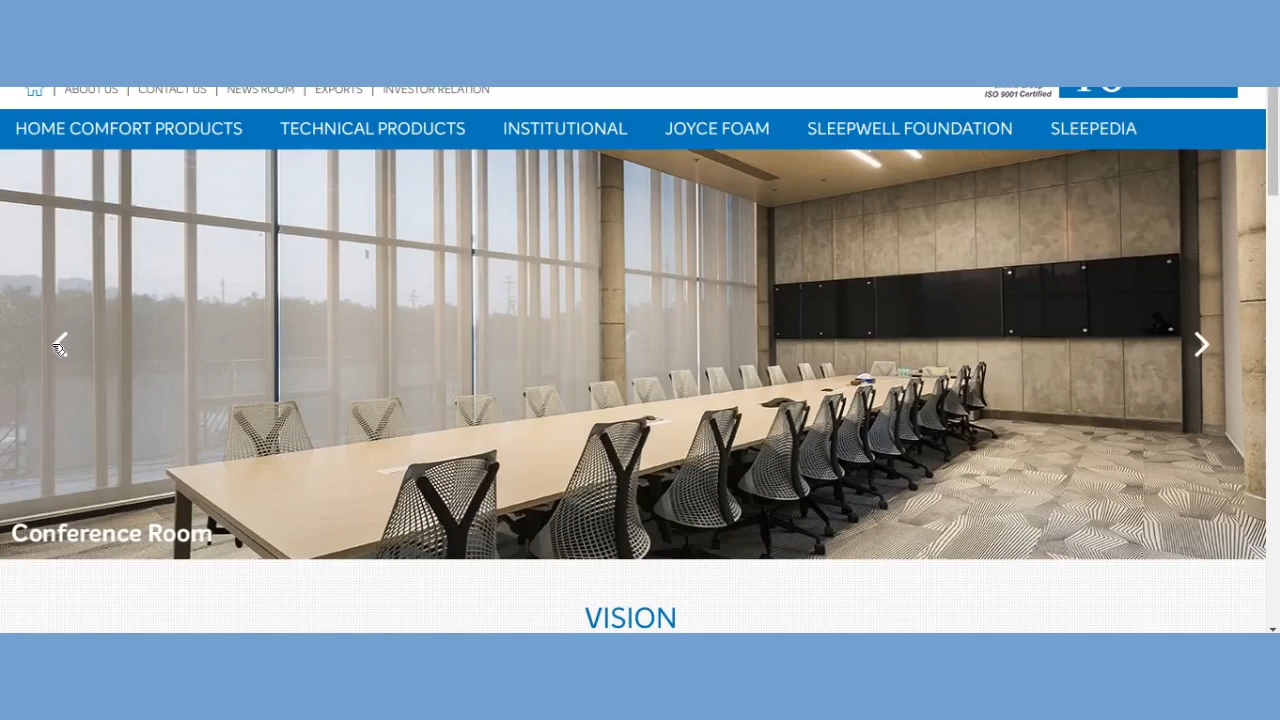 | ABOUT US | CONTACT US | NEWS ROOM | EXPORTS | INVESTOR RELATION
ISO 9001 Certified
HOME COMFORT PRODUCTS TECHNICAL PRODUCTS INSTITUTIONAL JOYCE FOAM SLEEPWELL FOUNDATION SLEEPEDIA
Conference Room
VISION